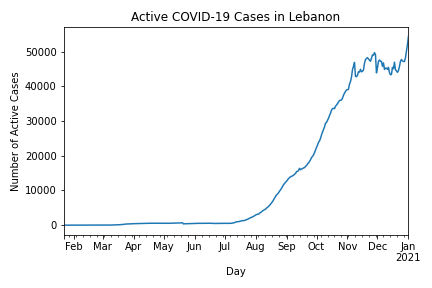 Active COVID-19 Cases in Lebanon
Number of Active Cases
50000
40000
30000
20000
10000
0
Feb Mar Apr May Jun Jul Aug Sep Oct Nov Dec Jan
2021
Day